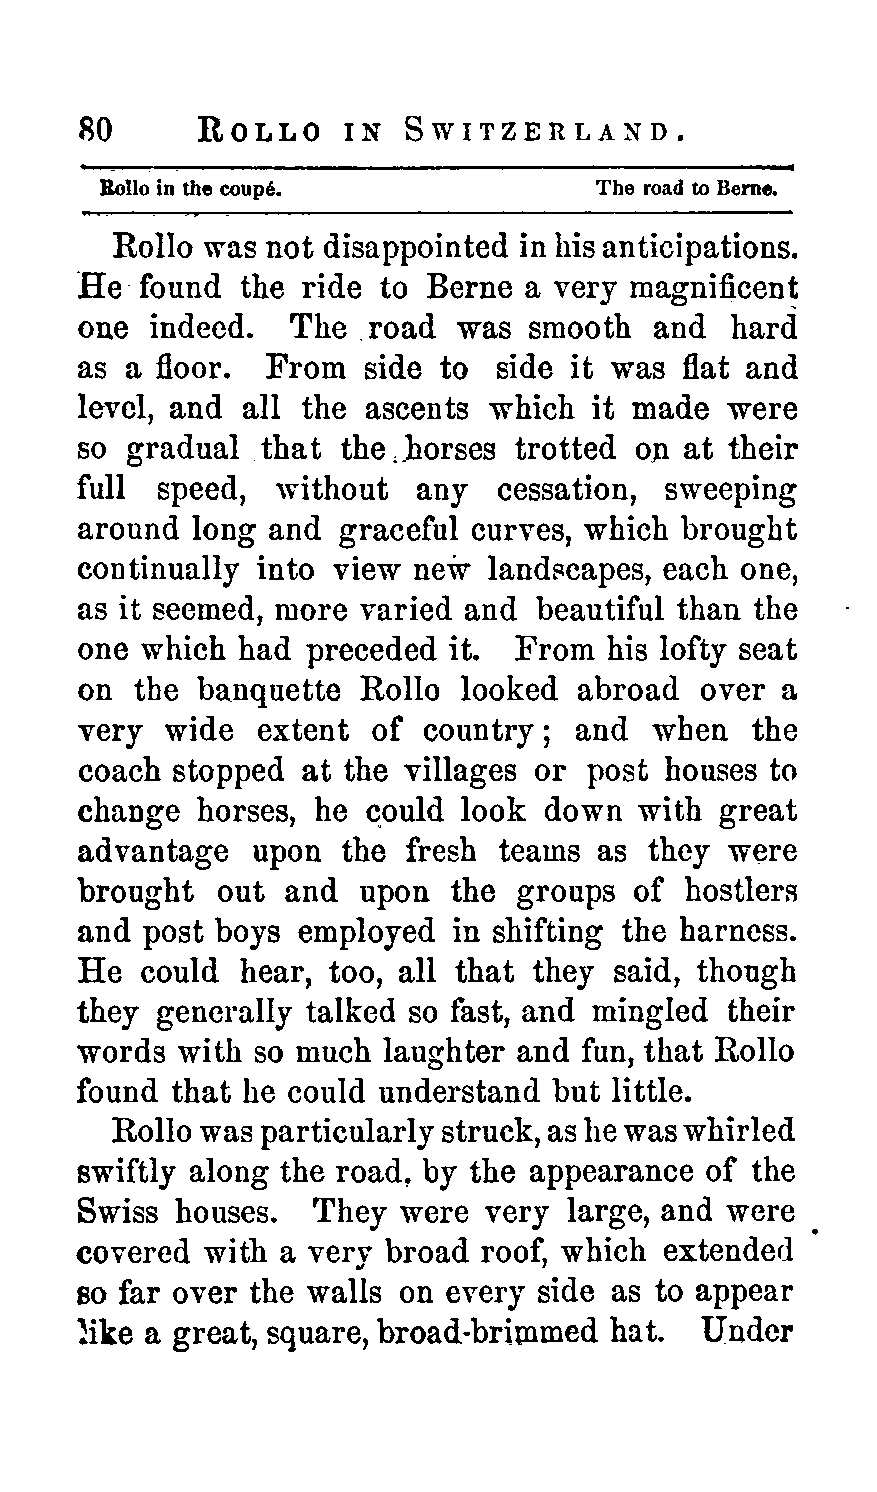 80 ROLLO IN SWITZERLAND.
Rollo in the coupé. The road to Berne.
Rollo was not disappointed in his anticipations.
He found the ride to Berne a very magnificent
one indeed. The road was smooth and hard
as a floor. From side to side it was flat and
level, and all the ascents which it made were
so gradual that the horses trotted on at their
full speed, without any cessation, sweeping
around long and graceful curves, which brought
continually into view new landscapes, each one,
as it seemed, more varied and beautiful than the
one which had preceded it. From his lofty seat
on the banquette Rollo looked abroad over a
very wide extent of country; and when the
coach stopped at the villages or post houses to
change horses, he could look down with great
advantage upon the fresh teams as they were
brought out and upon the groups of hostlers
and post boys employed in shifting the harness.
He could hear, too, all that they said, though
they generally talked so fast, and mingled their
words with so much laughter and fun, that Rollo
found that he could understand but little.
Rollo was particularly struck, as he was whirled
swiftly along the road, by the appearance of the
Swiss houses. They were very large, and were
covered with a very broad roof, which extended
so far over the walls on every side as to appear
like a great, square, broad-brimmed hat. Under